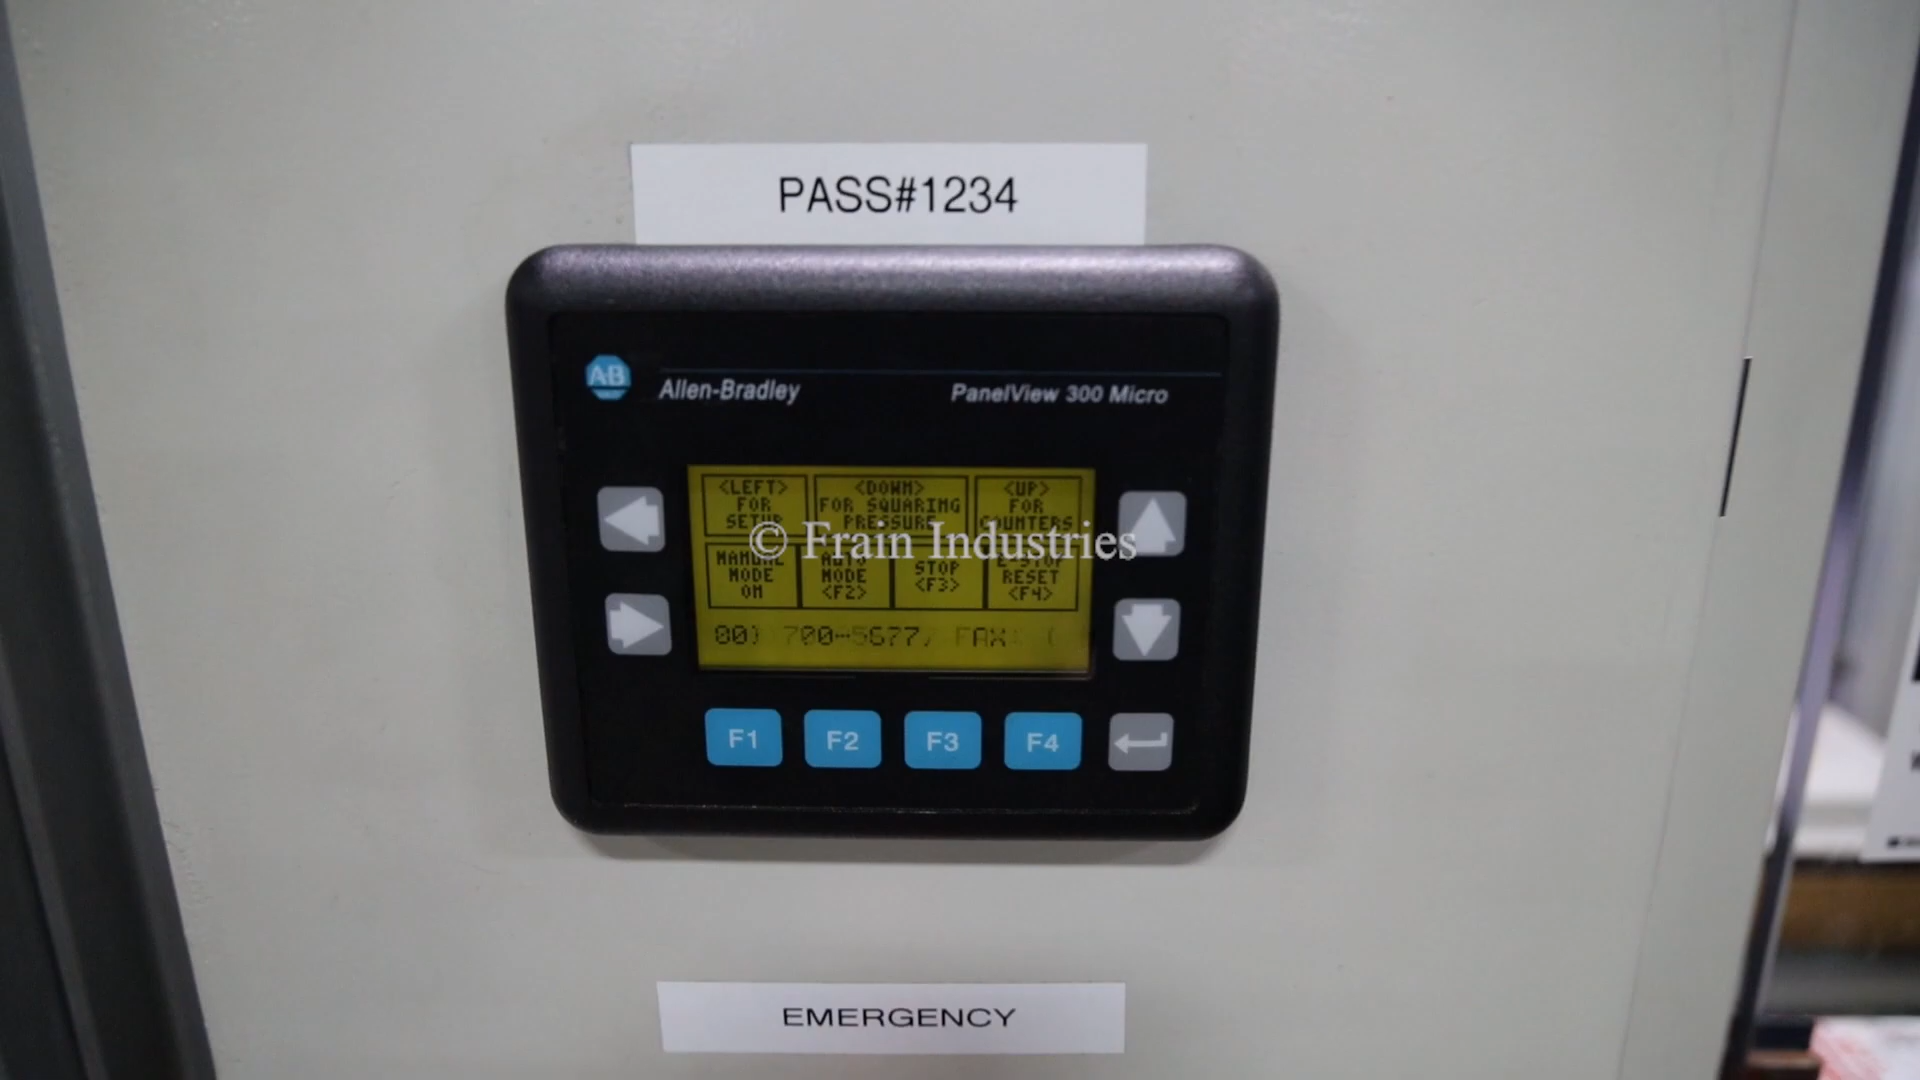 PASS#1234
AB
Allen-Bradley
PanelView 300 Micro
<LEFT>
FOR
SETUP
<DOWN>
FOR SQUARING
PRESSURE
<UP>
FOR
COUNTERS
© Frain Industries
MANUAL
MODE
ON
AUTO
MODE
<F2>
STOP
<F3>
E-STOP
RESET
<F4>
00) 700-5677, FAX: (
F1
F2
F3
F4
EMERGENCY